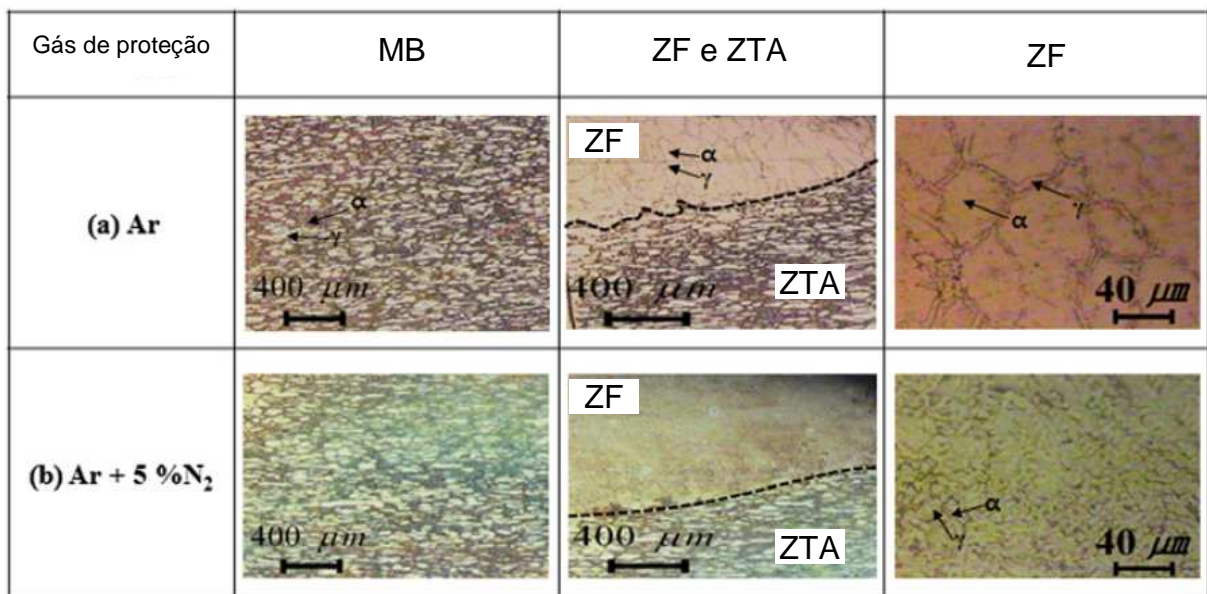 Gás de proteção
MB
ZF e ZTA
ZF
(a) Ar
α
γ
400 μm
ZF
α
γ
ZTA
400 μm
α
γ
40 μm
(b) Ar + 5 %N₂
400 μm
ZF
ZTA
400 μm
α
γ
40 μm